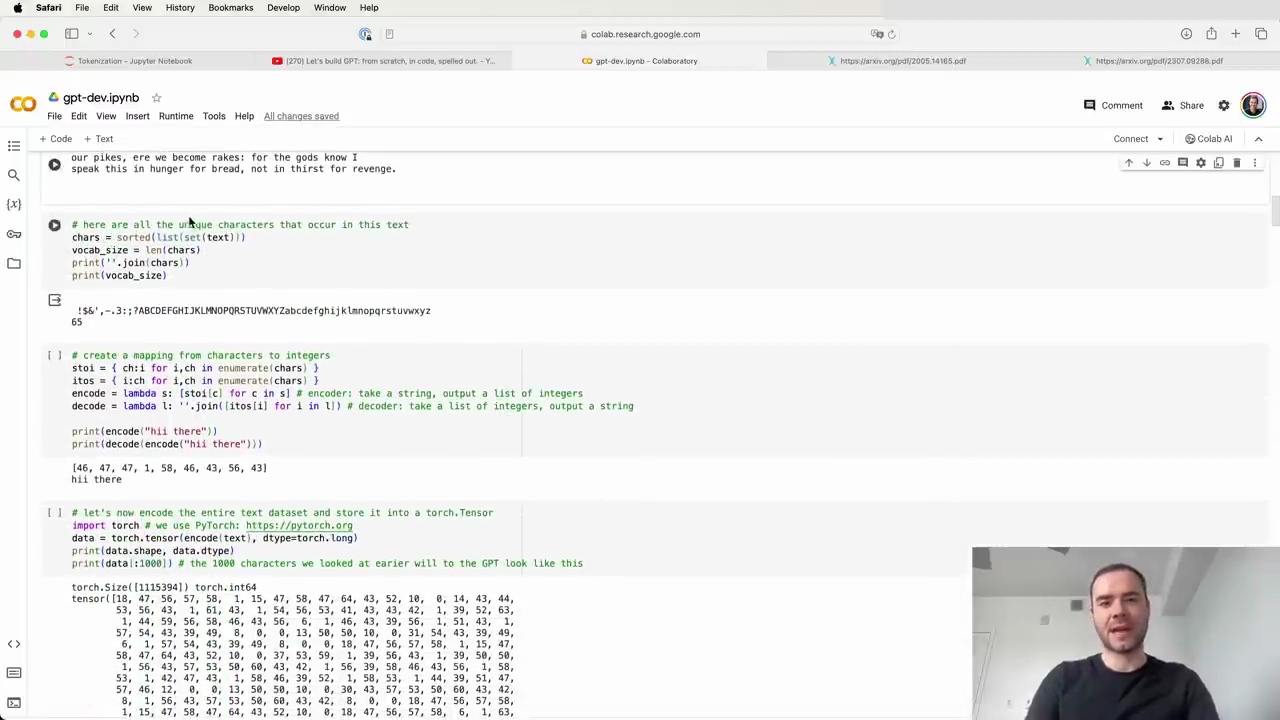 Safari File Edit View History Bookmarks Develop Window Help
colab.research.google.com
Tokenization - Jupyter Notebook
(270) Let's build GPT: from scratch, in code, spelled out. - Y...
gpt-dev.ipynb - Colaboratory
https://arxiv.org/pdf/2005.14165.pdf
https://arxiv.org/pdf/2307.09288.pdf
gpt-dev.ipynb
Comment Share
File Edit View Insert Runtime Tools Help All changes saved
+ Code + Text
Connect Colab AI
our pikes, ere we become rakes: for the gods know I
speak this in hunger for bread, not in thirst for revenge.
# here are all the unique characters that occur in this text
chars = sorted(list(set(text)))
vocab_size = len(chars)
print(''.join(chars))
print(vocab_size)
!$&',-.3:;?ABCDEFGHIJKLMNOPQRSTUVWXYZabcdefghijklmnopqrstuvwxyz
65
[ ] # create a mapping from characters to integers
stoi = { ch:i for i,ch in enumerate(chars) }
itos = { i:ch for i,ch in enumerate(chars) }
encode = lambda s: [stoi[c] for c in s] # encoder: take a string, output a list of integers
decode = lambda l: ''.join([itos[i] for i in l]) # decoder: take a list of integers, output a string
print(encode("hii there"))
print(decode(encode("hii there")))
[46, 47, 47, 1, 58, 46, 43, 56, 43]
hii there
[ ] # let's now encode the entire text dataset and store it into a torch.Tensor
import torch # we use PyTorch: https://pytorch.org
data = torch.tensor(encode(text), dtype=torch.long)
print(data.shape, data.dtype)
print(data[:1000]) # the 1000 characters we looked at earier will to the GPT look like this
torch.Size([1115394]) torch.int64
tensor([18, 47, 56, 57, 58, 1, 15, 47, 58, 47, 64, 43, 52, 10, 0, 14, 43, 44,
53, 56, 43, 1, 61, 43, 1, 54, 56, 53, 41, 43, 43, 42, 1, 39, 52, 63,
1, 44, 59, 56, 58, 46, 43, 56, 6, 1, 46, 43, 39, 56, 1, 51, 43, 1,
57, 54, 43, 39, 49, 8, 0, 0, 13, 50, 50, 10, 0, 31, 54, 43, 39, 49,
6, 1, 57, 54, 43, 39, 49, 8, 0, 0, 18, 47, 56, 57, 58, 1, 15, 47,
58, 47, 64, 43, 52, 10, 0, 37, 53, 59, 1, 39, 56, 43, 1, 39, 50, 50,
1, 56, 43, 57, 53, 50, 60, 43, 42, 1, 56, 39, 58, 46, 43, 56, 1, 58,
53, 1, 42, 47, 43, 1, 58, 46, 39, 52, 1, 58, 53, 1, 44, 39, 51, 47,
57, 46, 12, 0, 0, 13, 50, 50, 10, 0, 30, 43, 57, 53, 50, 60, 43, 42,
8, 1, 56, 43, 57, 53, 50, 60, 43, 42, 8, 0, 0, 18, 47, 56, 57, 58,
1, 15, 47, 58, 47, 64, 43, 52, 10, 0, 18, 47, 56, 57, 58, 6, 1, 63,